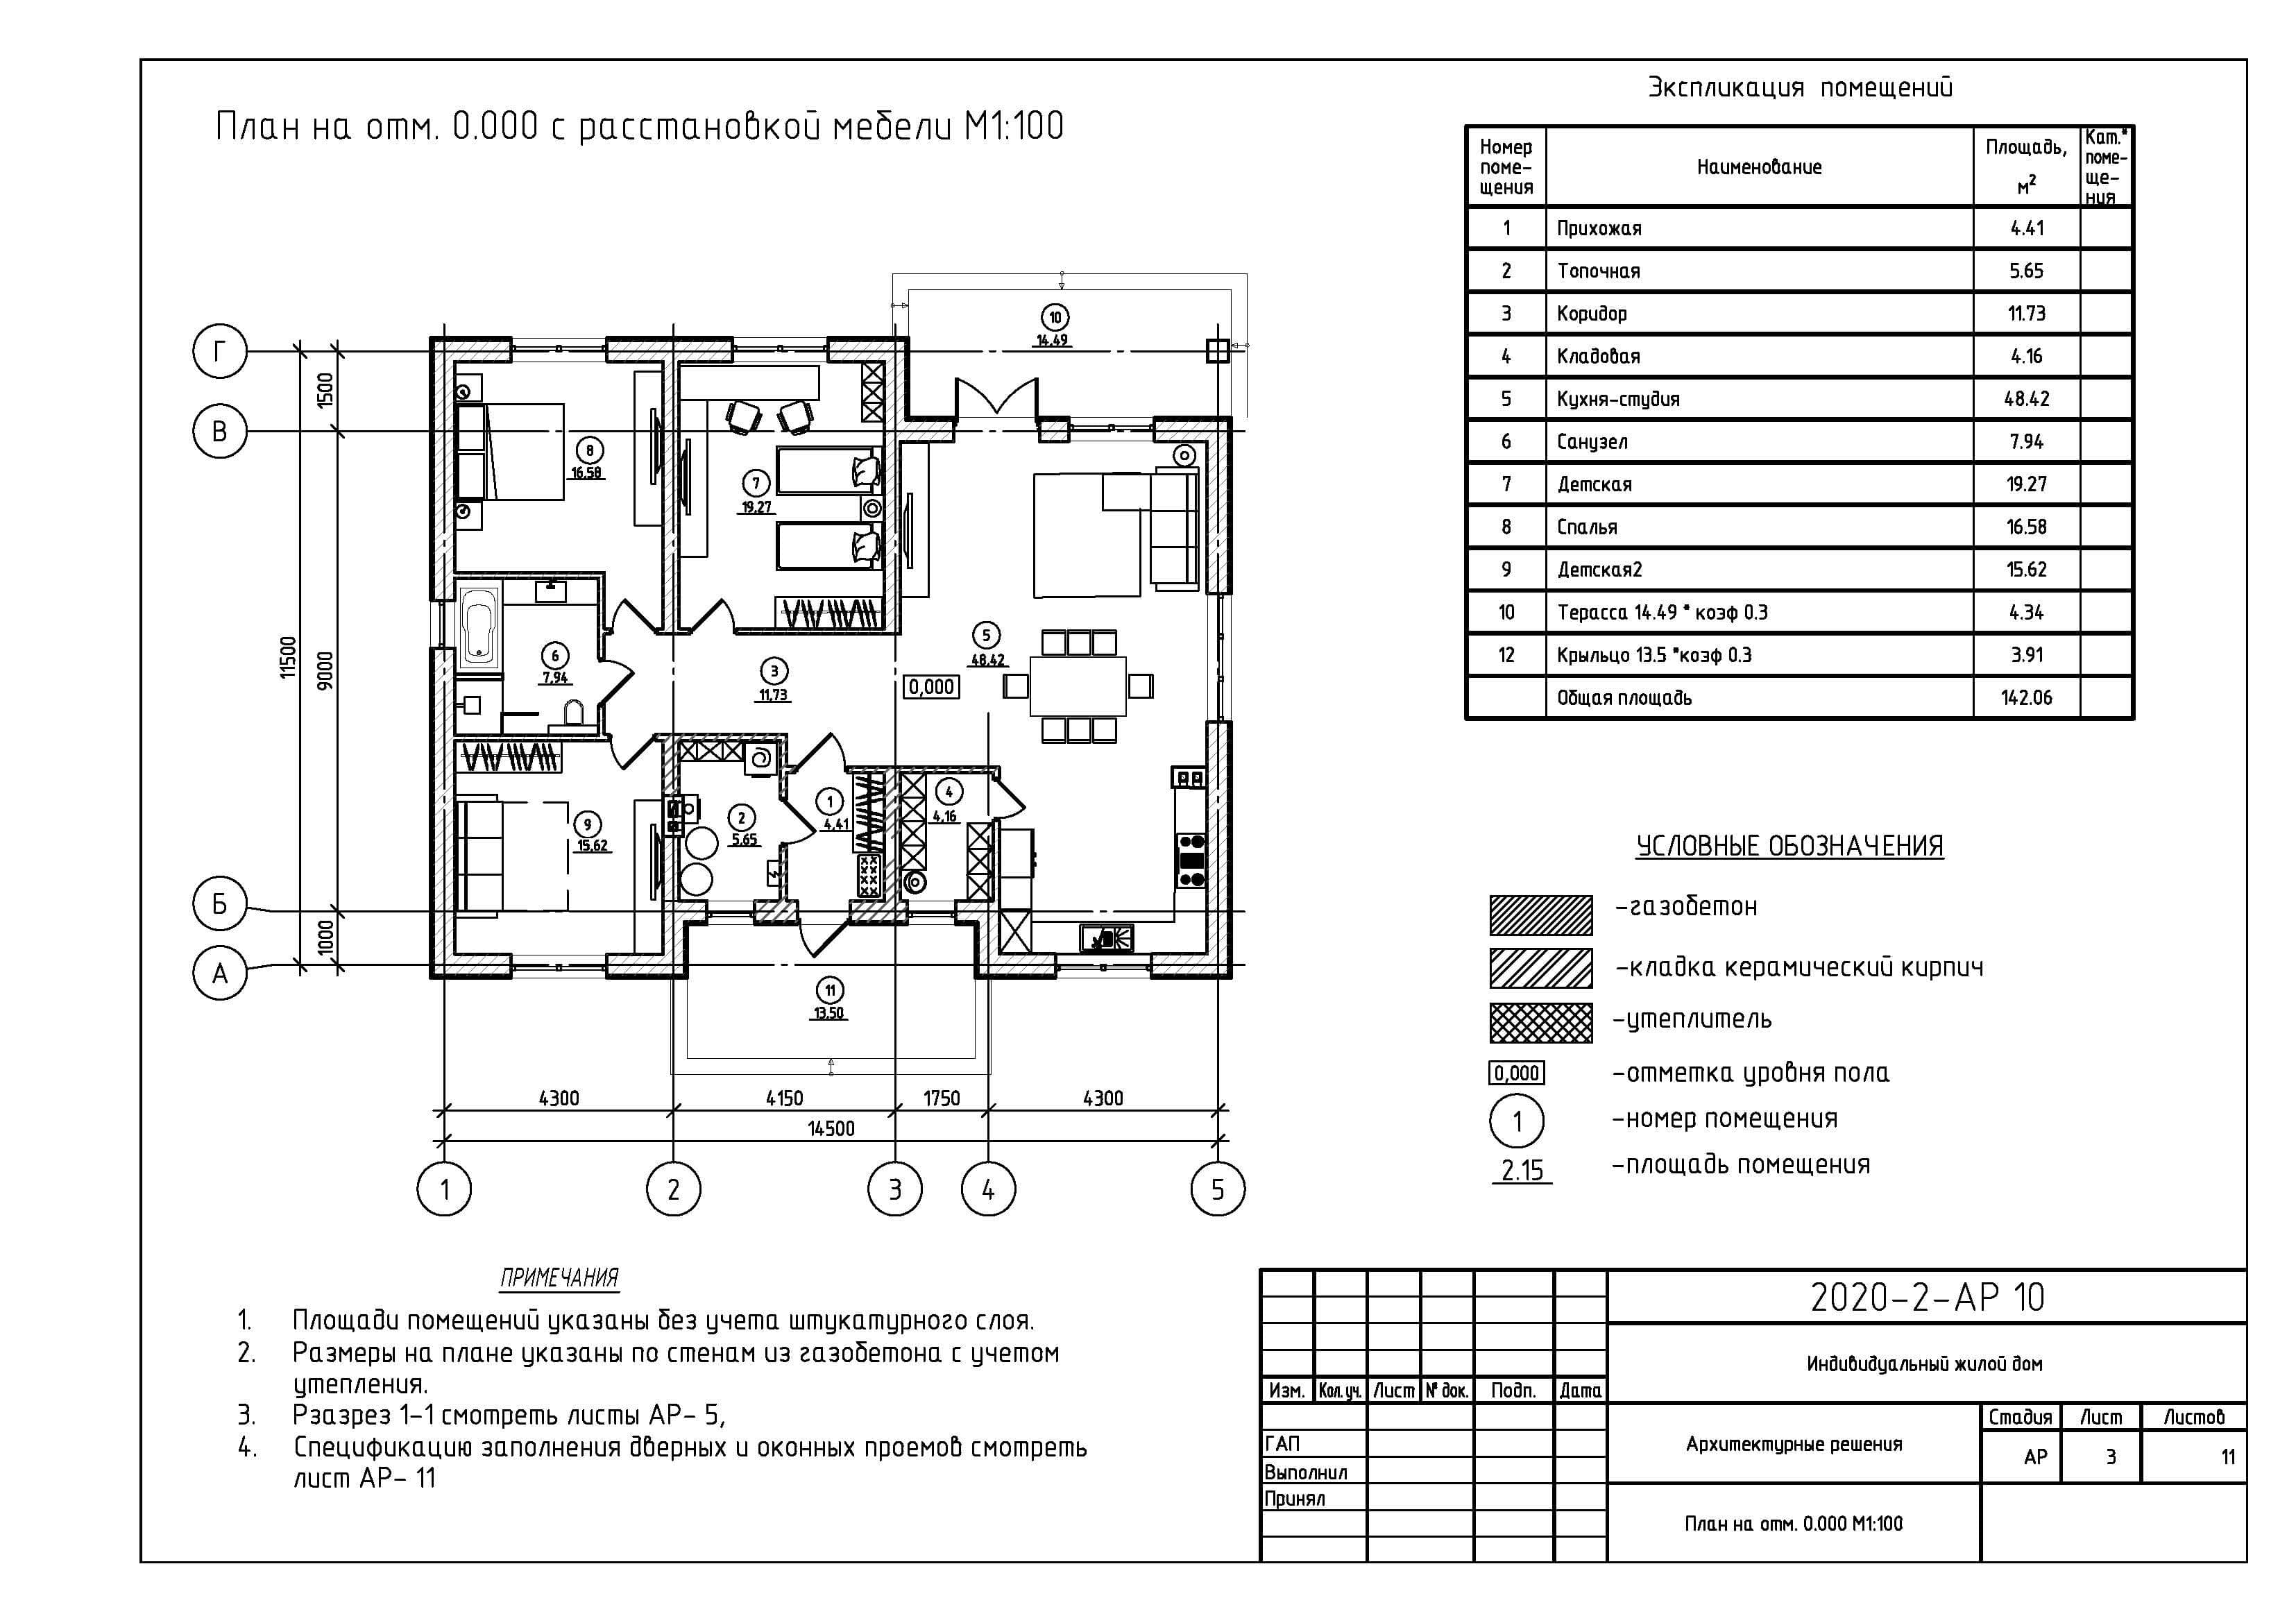 План на отм. 0.000 с расстановкой мебели М1:100
Экспликация помещений
Номер поме-щения Наименование Площадь, м2 Кат.* поме-ще-ния
1 Прихожая 4.41
2 Топочная 5.65
3 Коридор 11.73
4 Кладовая 4.16
5 Кухня-студия 48.42
6 Санузел 7.94
7 Детская 19.27
8 Спалья 16.58
9 Детская2 15.62
10 Терасса 14.49 * коэф 0.3 4.34
12 Крыльцо 13.5 *коэф 0.3 3.91
Общая площадь 142.06
Г
В
Б
А
1500
9000
1000
11500
10
14.49
8
16.58
7
19.27
5
48.42
6
7,94
3
11,73
0,000
9
15,62
2
5.65
1
4,41
4
4,16
11
13,50
4300 4150 1750 4300
14500
1 2 3 4 5
УСЛОВНЫЕ ОБОЗНАЧЕНИЯ
-газобетон
-кладка керамический кирпич
-утеплитель
0,000 -отметка уровня пола
1 -номер помещения
2.15 -площадь помещения
ПРИМЕЧАНИЯ
1. Площади помещений указаны без учета штукатурного слоя.
2. Размеры на плане указаны по стенам из газобетона с учетом
утепления.
3. Рзазрез 1-1 смотреть листы АР- 5,
4. Спецификацию заполнения дверных и оконных проемов смотреть
лист АР- 11
2020-2-АР 10
Индивидуальный жилой дом
Изм. Кол. уч. Лист № док. Подп. Дата
Архитектурные решения
Стадия Лист Листов
АР 3 11
ГАП
Выполнил
Принял
План на отм. 0.000 М1:100